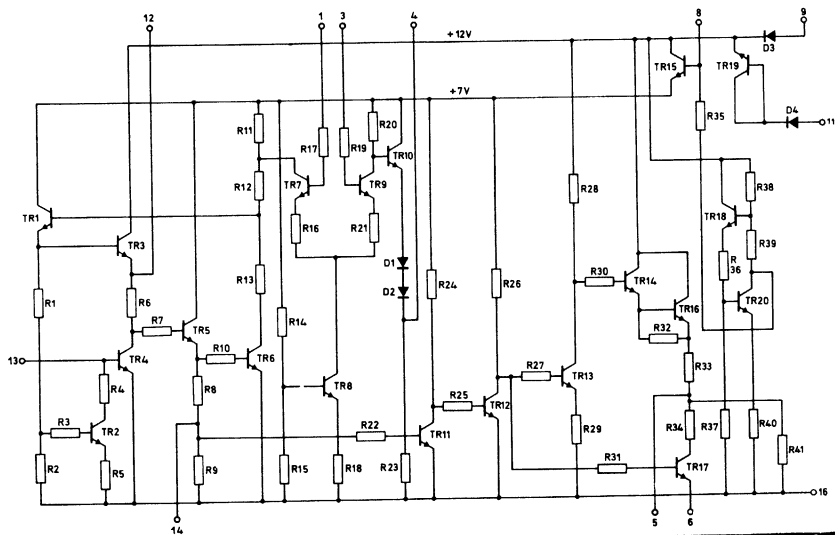 12 1 3 4 8 9
+12V
D3
TR15 TR19
+7V
D4
11
R35
R11 R17 R19 R20
TR10
R12 TR7 TR9
R38
R28
TR1
R16 R21
TR18
R39
TR3
R13
D1
D2
R24 R26
R30 TR14
R
36
TR20
R1 R6
R14
TR16
R7 TR5
R32
R10 TR6
13
TR4
R33
R4
R8
TR8
R27 TR13
R25 TR12
R3 TR2
R22
TR11
R29
R34 R37 R40
R41
R31
TR17
R2 R5 R9 R15 R18 R23
16
14
5 6